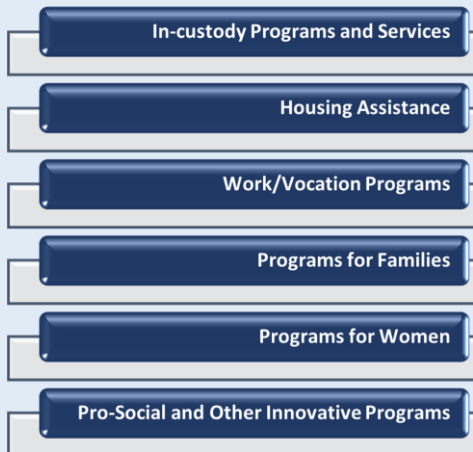 In-custody Programs and Services
Housing Assistance
Work/Vocation Programs
Programs for Families
Programs for Women
Pro-Social and Other Innovative Programs